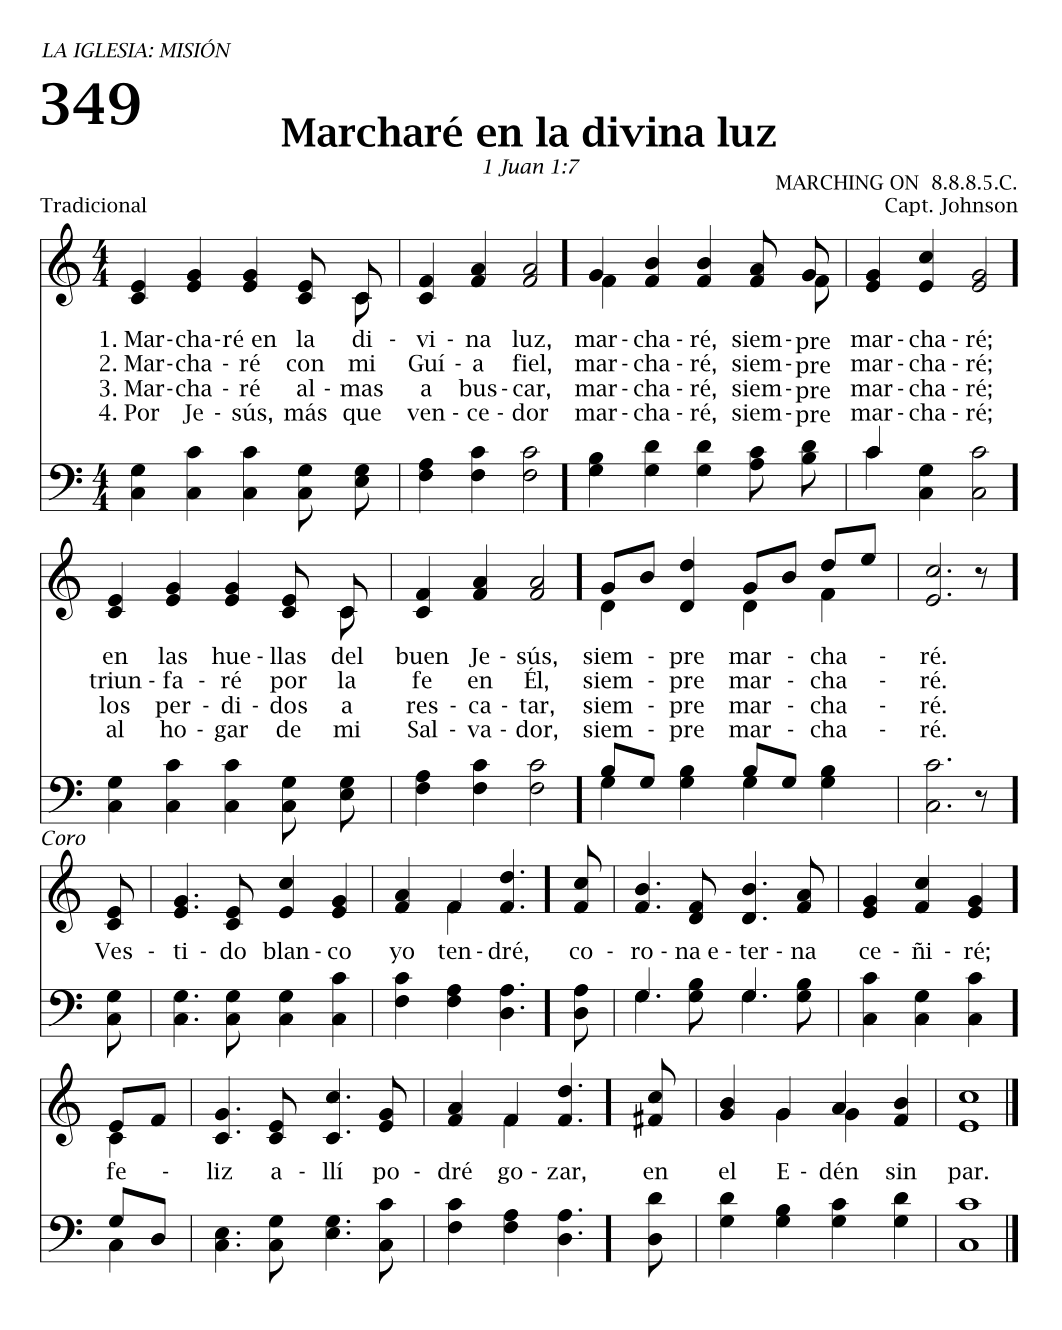 LA IGLESIA: MISIÓN
349
Marcharé en la divina luz
1 Juan 1:7
MARCHING ON 8.8.8.5.C.
Tradicional Capt. Johnson
4 4
1. Mar-cha-ré en la di - vi - na luz, mar - cha - ré, siem-pre mar - cha - ré;
2. Mar-cha - ré con mi Guí - a fiel, mar - cha - ré, siem-pre mar - cha - ré;
3. Mar-cha - ré al - mas a bus - car, mar - cha - ré, siem-pre mar - cha - ré;
4. Por Je - sús, más que ven - ce - dor mar - cha - ré, siem-pre mar - cha - ré;
4 4
en las hue - llas del buen Je - sús, siem - pre mar - cha - ré.
triun - fa - ré por la fe en Él, siem - pre mar - cha - ré.
los per - di - dos a res - ca - tar, siem - pre mar - cha - ré.
al ho - gar de mi Sal - va - dor, siem - pre mar - cha - ré.
Coro
Ves - ti - do blan - co yo ten - dré, co - ro - na e - ter - na ce - ñi - ré;
fe - liz a - llí po - dré go - zar, en el E - dén sin par.